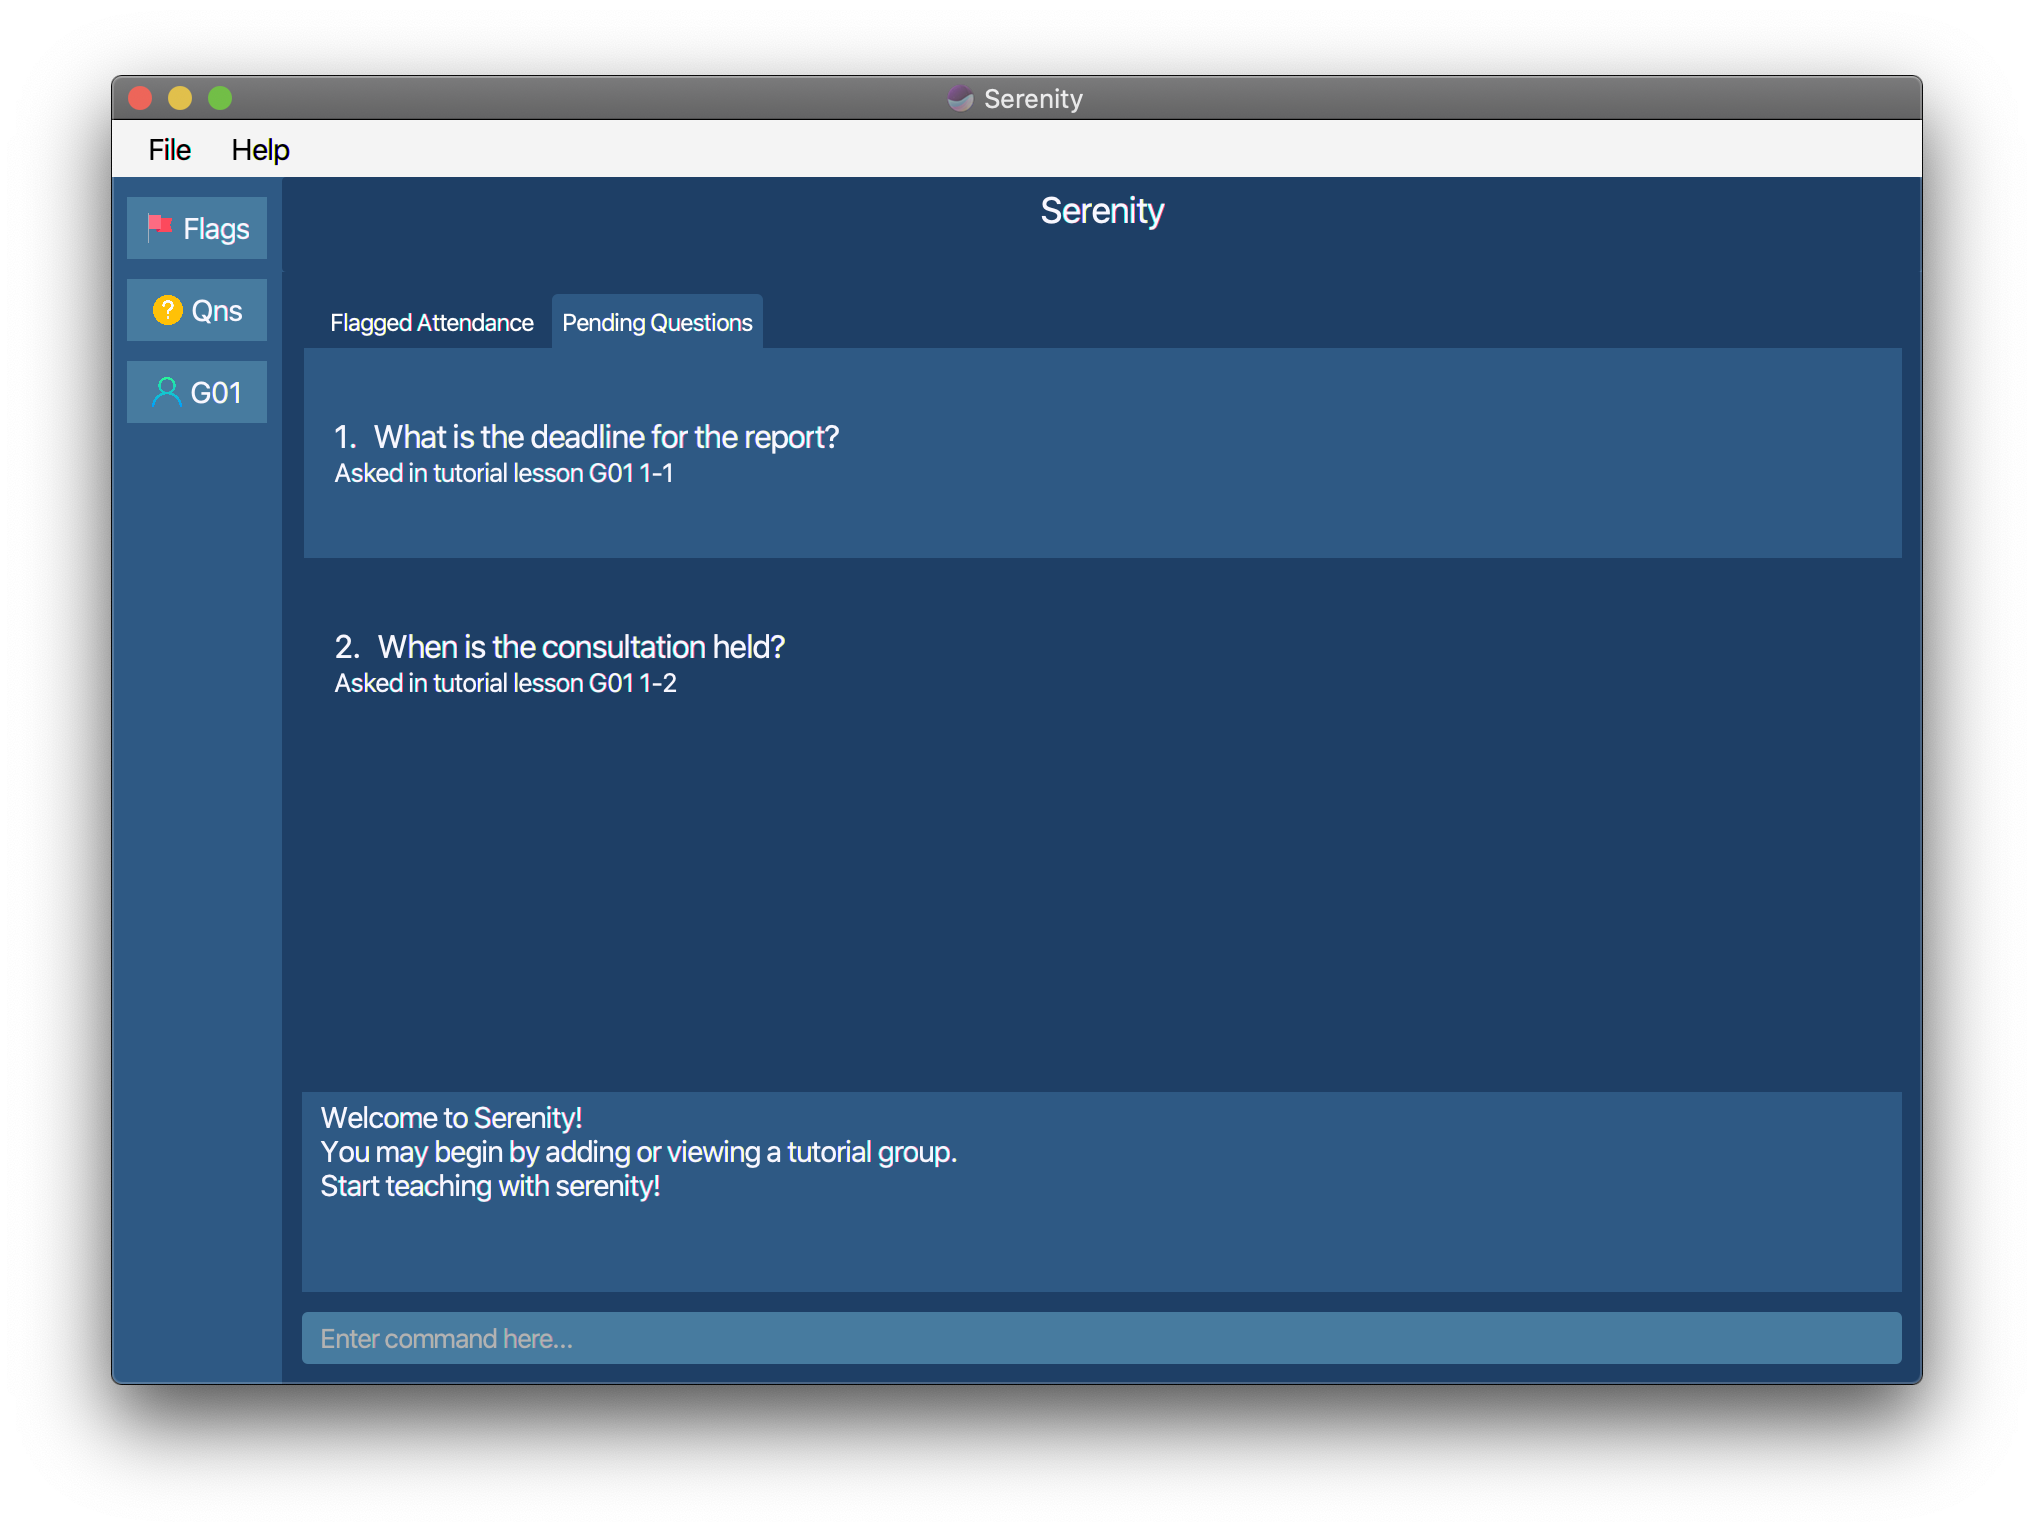 Serenity
File Help
Flags
Qns
G01
Serenity
Flagged Attendance Pending Questions
1. What is the deadline for the report?
Asked in tutorial lesson G01 1-1
2. When is the consultation held?
Asked in tutorial lesson G01 1-2
Welcome to Serenity!
You may begin by adding or viewing a tutorial group.
Start teaching with serenity!
Enter command here...